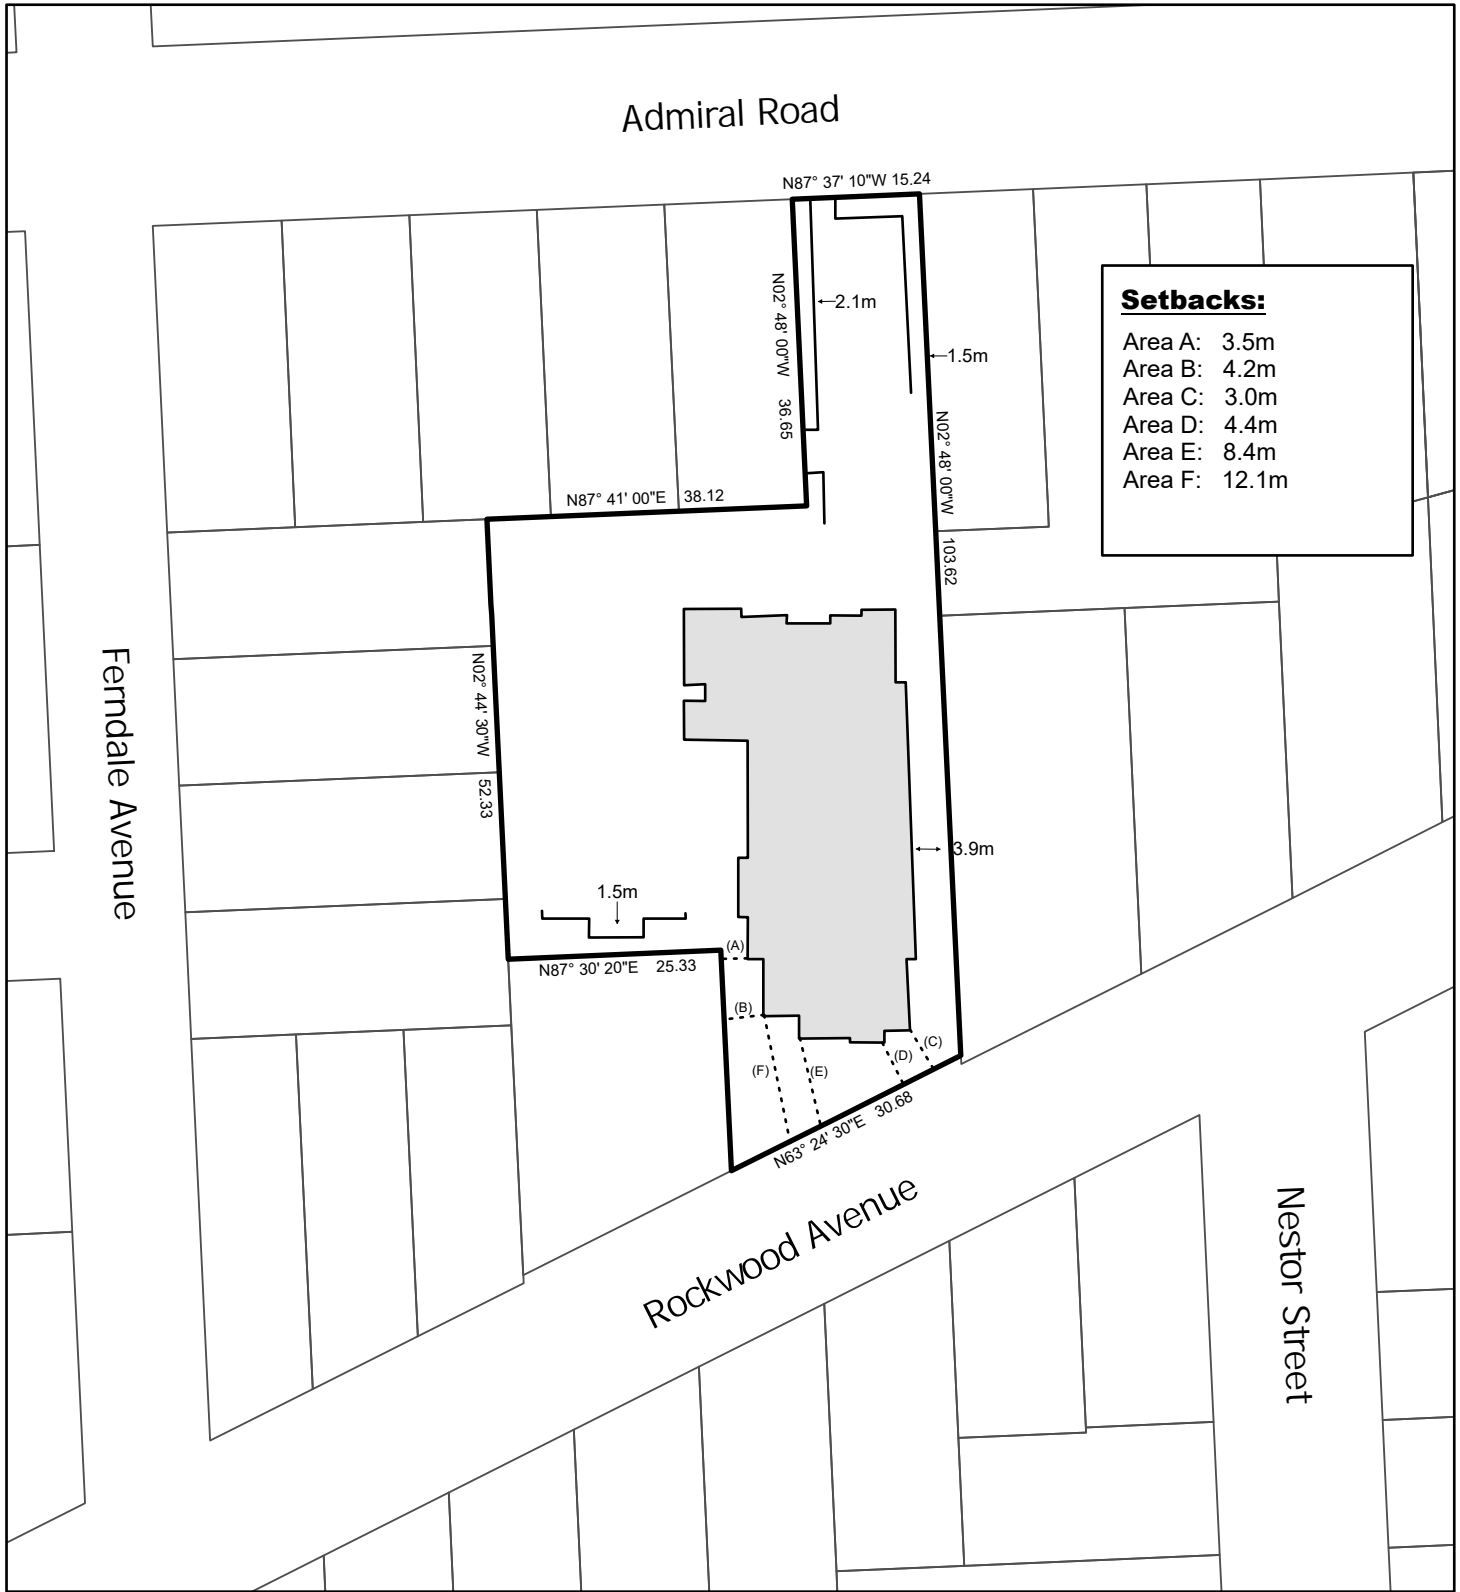 Admiral Road
N87° 37' 10"W 15.24
N02° 48' 00"W 36.65
2.1m
1.5m
Setbacks:
Area A: 3.5m
Area B: 4.2m
Area C: 3.0m
Area D: 4.4m
Area E: 8.4m
Area F: 12.1m
N02° 48' 00"W 103.62
N87° 41' 00"E 38.12
Ferndale Avenue
N02° 44' 30"W 52.33
3.9m
1.5m
N87° 30' 20"E 25.33
(A)
(B)
(C)
(D)
(E)
(F)
N63° 24' 30"E 30.68
Rockwood Avenue
Nestor Street